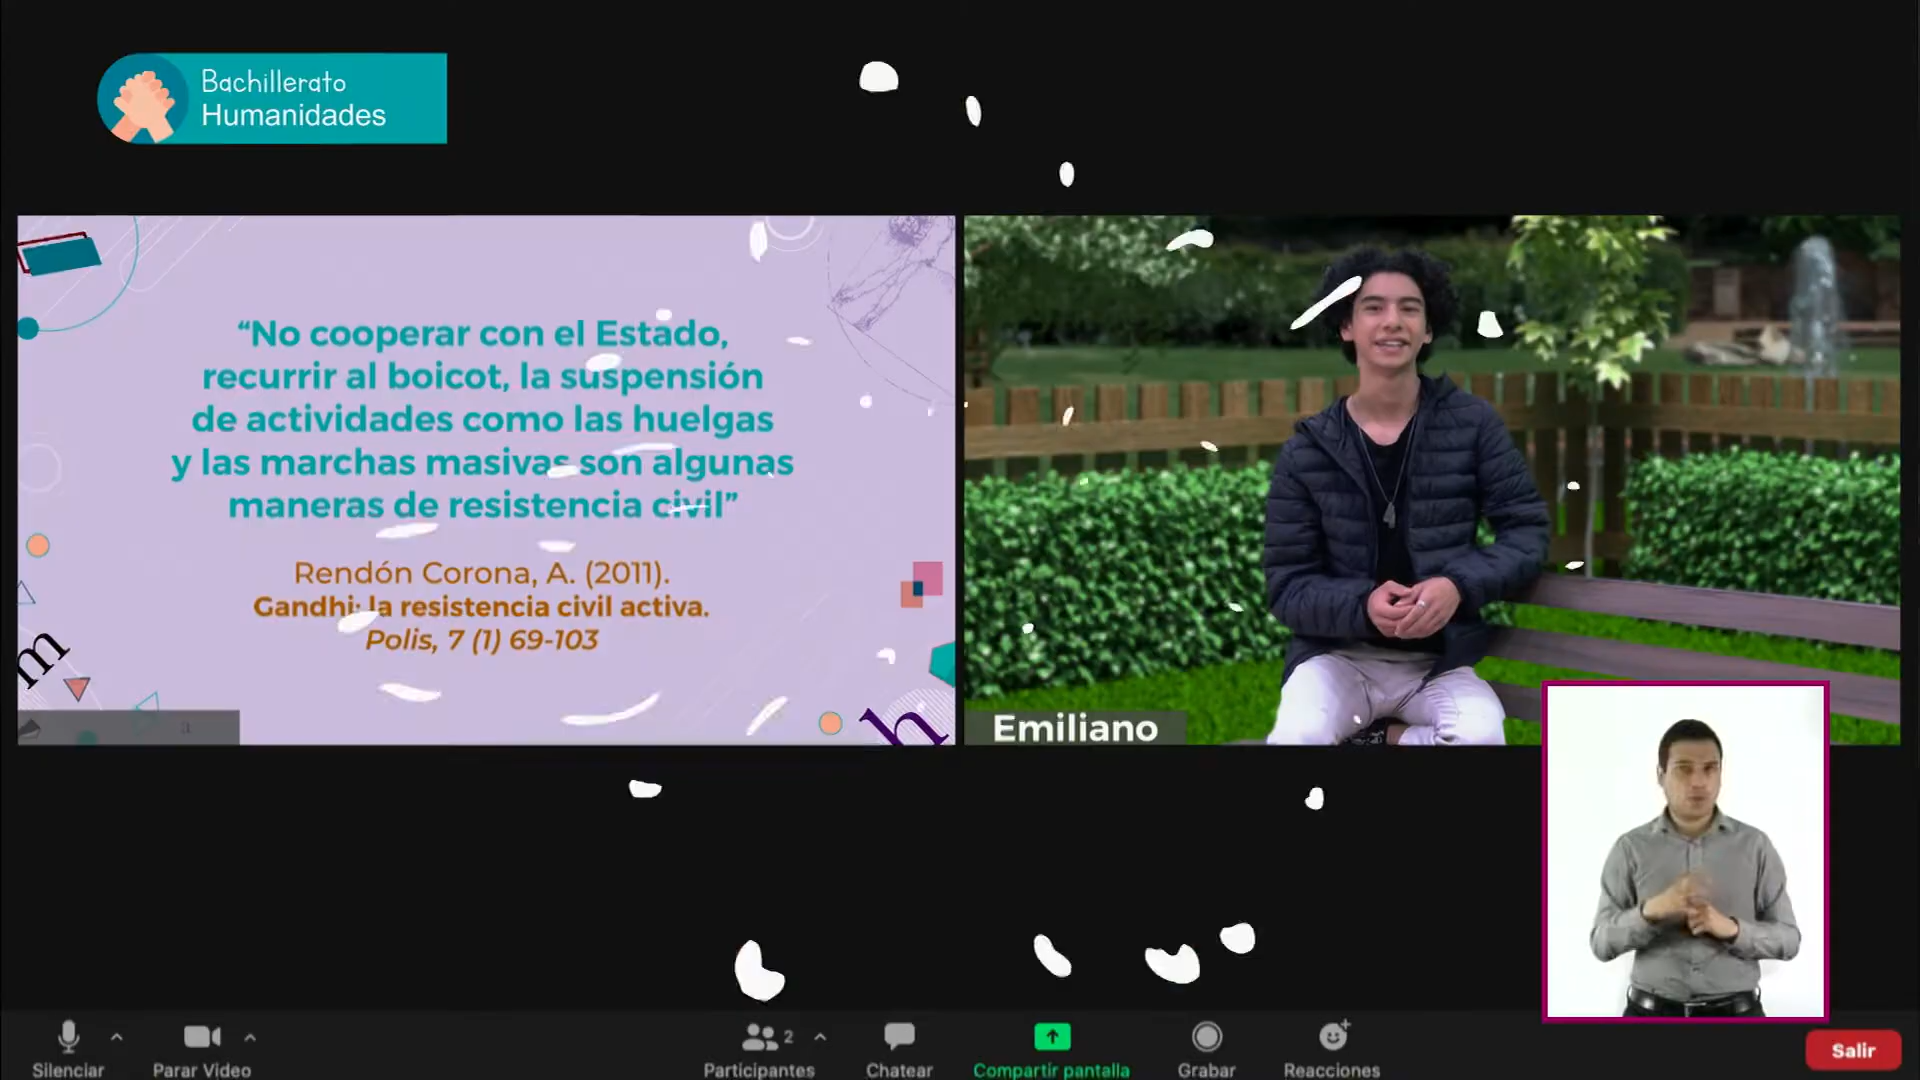 Bachillerato
Humanidades
“No cooperar con el Estado,
recurrir al boicot, la suspensión
de actividades como las huelgas
y las marchas masivas son algunas
maneras de resistencia civil”
Rendón Corona, A. (2011).
Gandhi: la resistencia civil activa.
Polis, 7 (1) 69-103
m
a
h
Emiliano
Silenciar
Parar Video
2
Participantes
Chatear
Compartir pantalla
Grabar
Reacciones
Salir